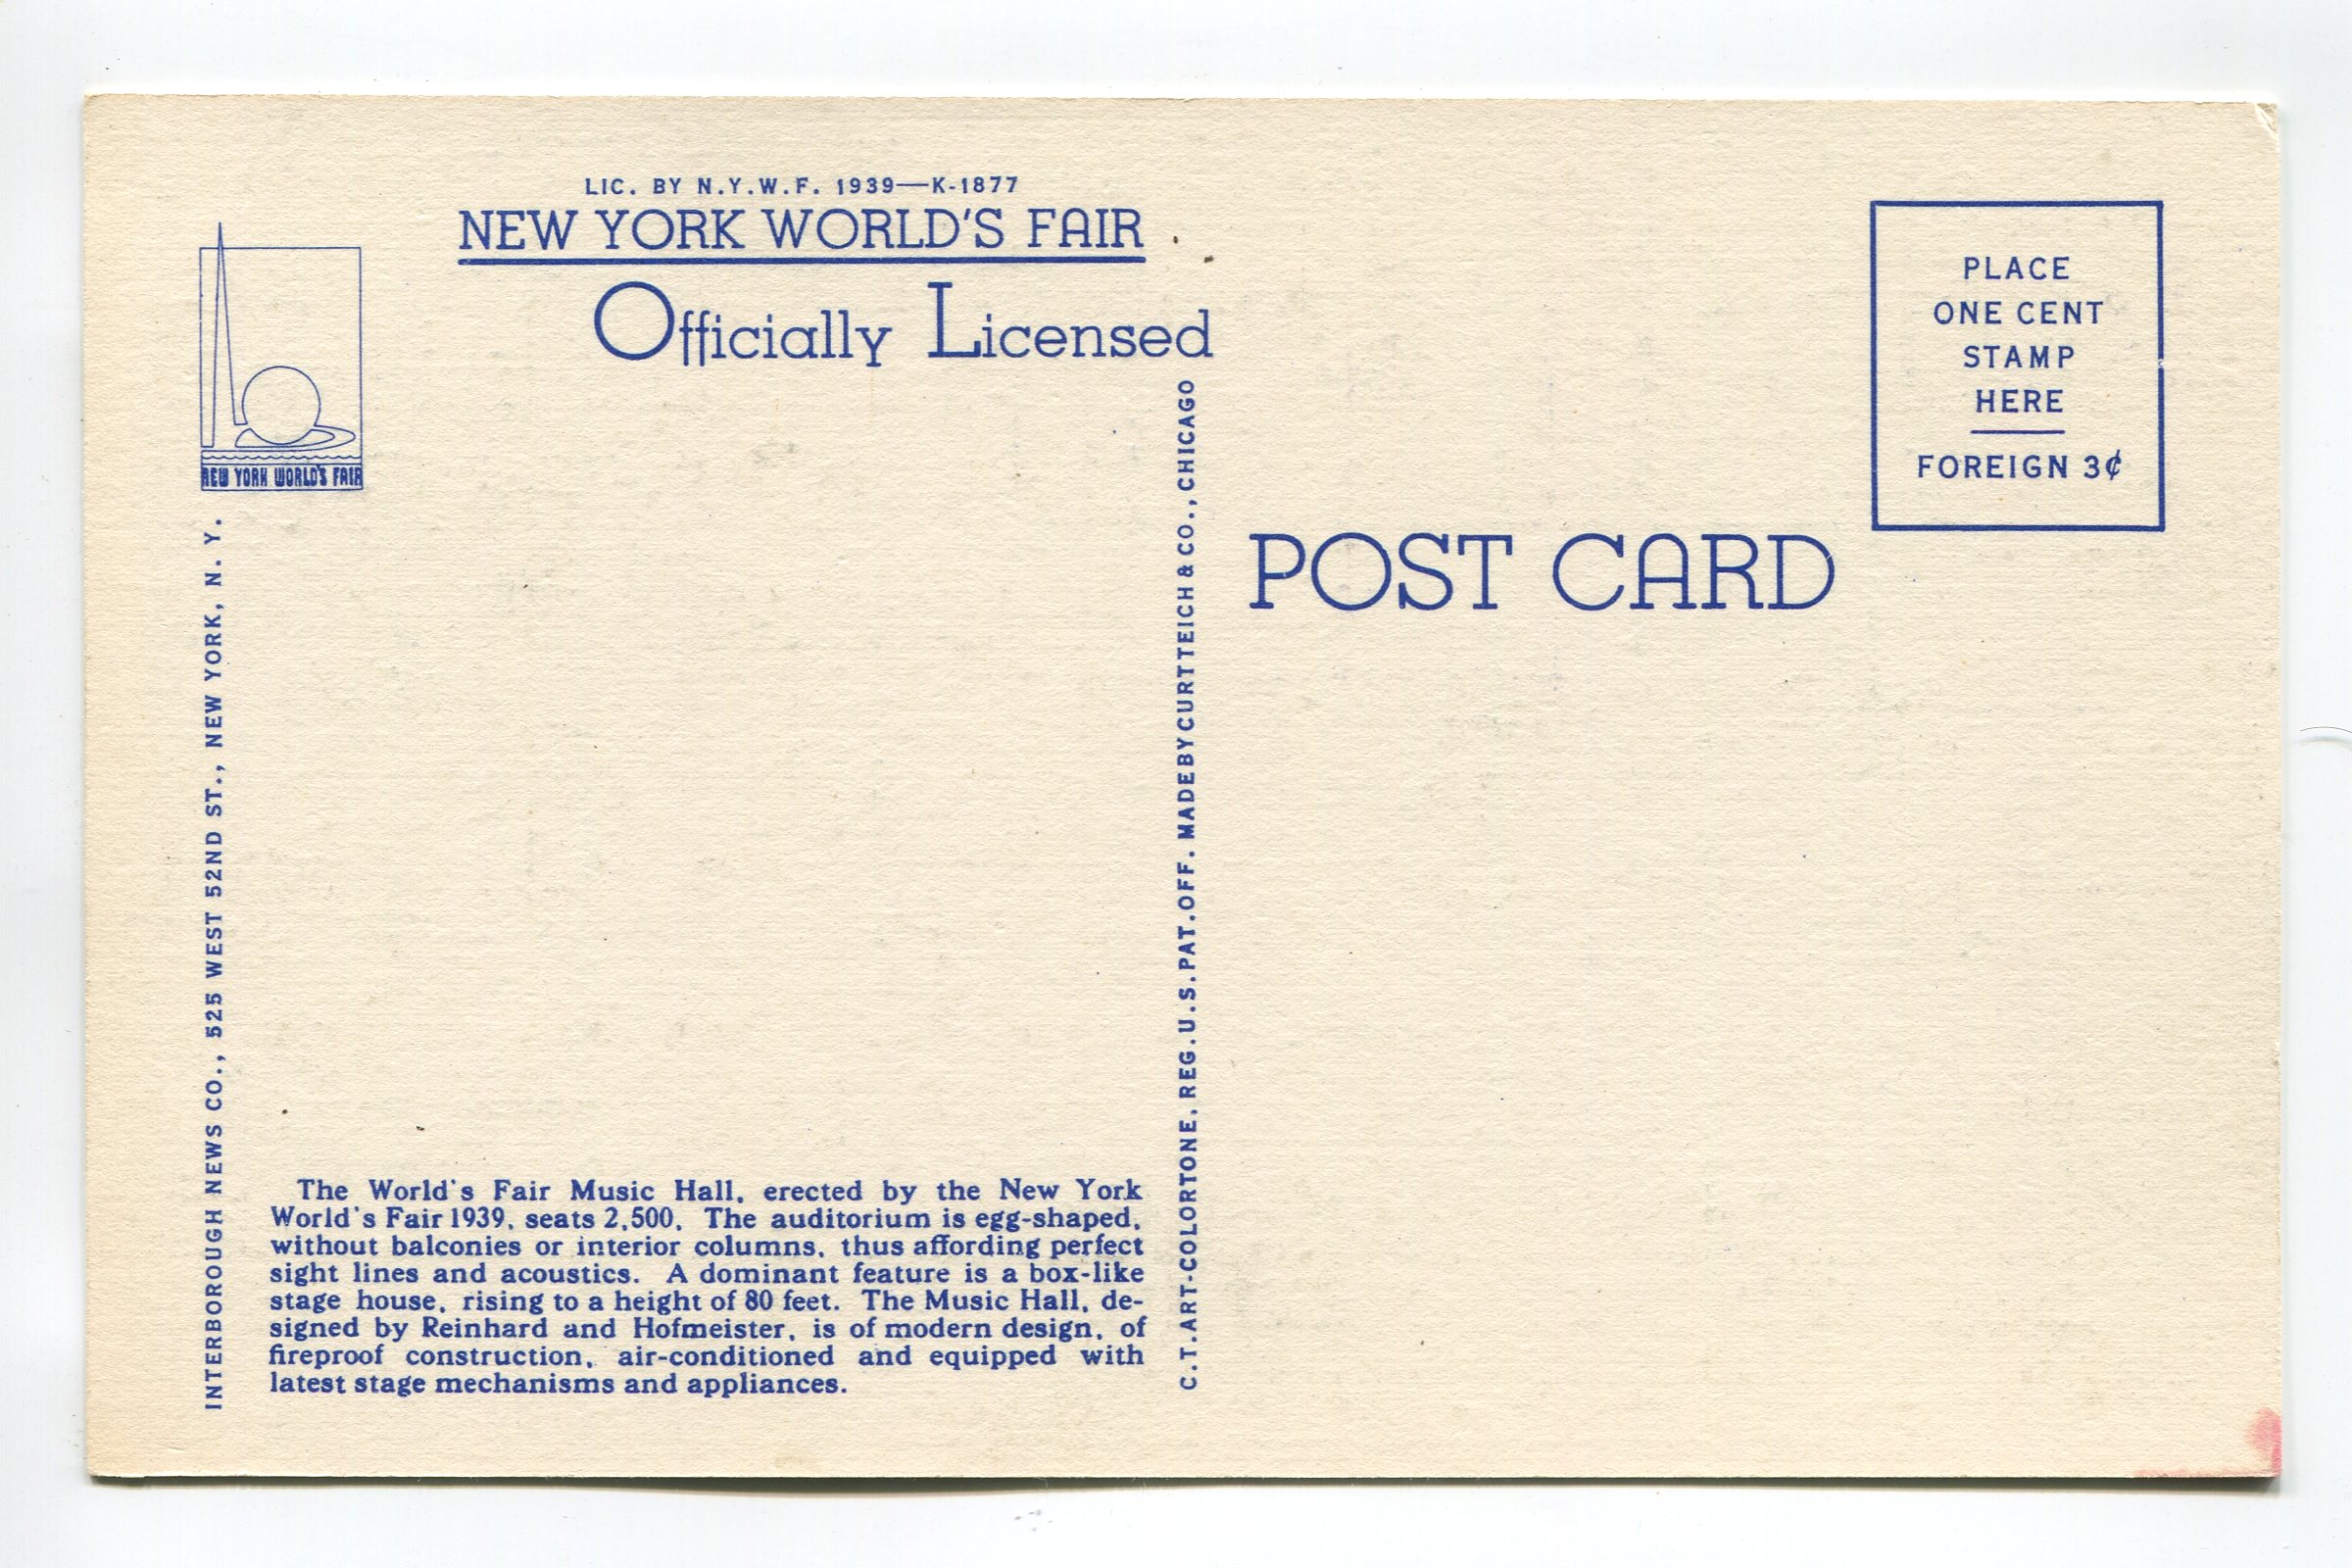 LIC. BY N.Y.W.F. 1939—K-1877
NEW YORK WORLD'S FAIR
Officially Licensed
NEW YORK WORLD'S FAIR
INTERBOROUGH NEWS CO., 525 WEST 52ND ST., NEW YORK, N. Y.
The World's Fair Music Hall, erected by the New York
World's Fair 1939, seats 2,500. The auditorium is egg-shaped,
without balconies or interior columns, thus affording perfect
sight lines and acoustics. A dominant feature is a box-like
stage house, rising to a height of 80 feet. The Music Hall, de-
signed by Reinhard and Hofmeister, is of modern design, of
fireproof construction, air-conditioned and equipped with
latest stage mechanisms and appliances.
C.T.ART-COLORTONE, REG.U.S.PAT.OFF. MADE BY CURT TEICH & CO., CHICAGO
POST CARD
PLACE
ONE CENT
STAMP
HERE
FOREIGN 3¢